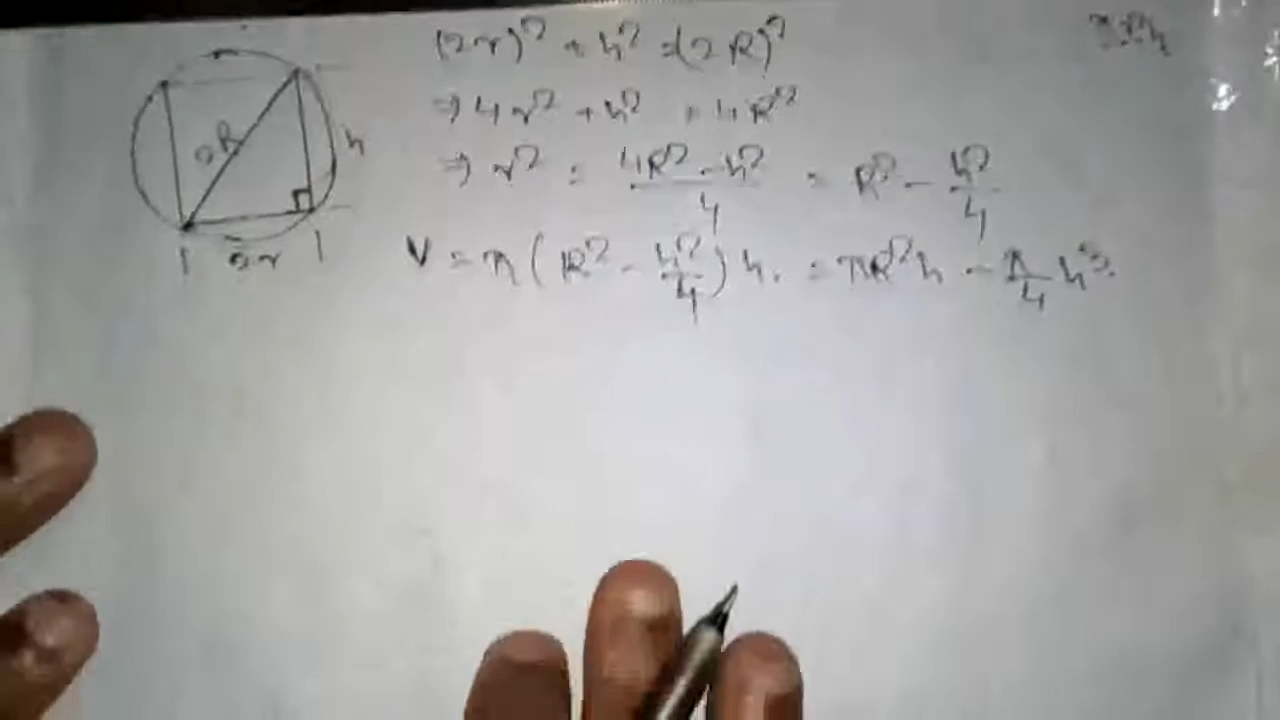 (2r)² + h² = (2R)²
πr²h
⇒ 4r² + h² = 4R²
2R
h
⇒ r² = (4R² - h²)/4 = R² - h²/4
2r
V = π(R² - h²/4)h. = πR²h - π/4 h³.